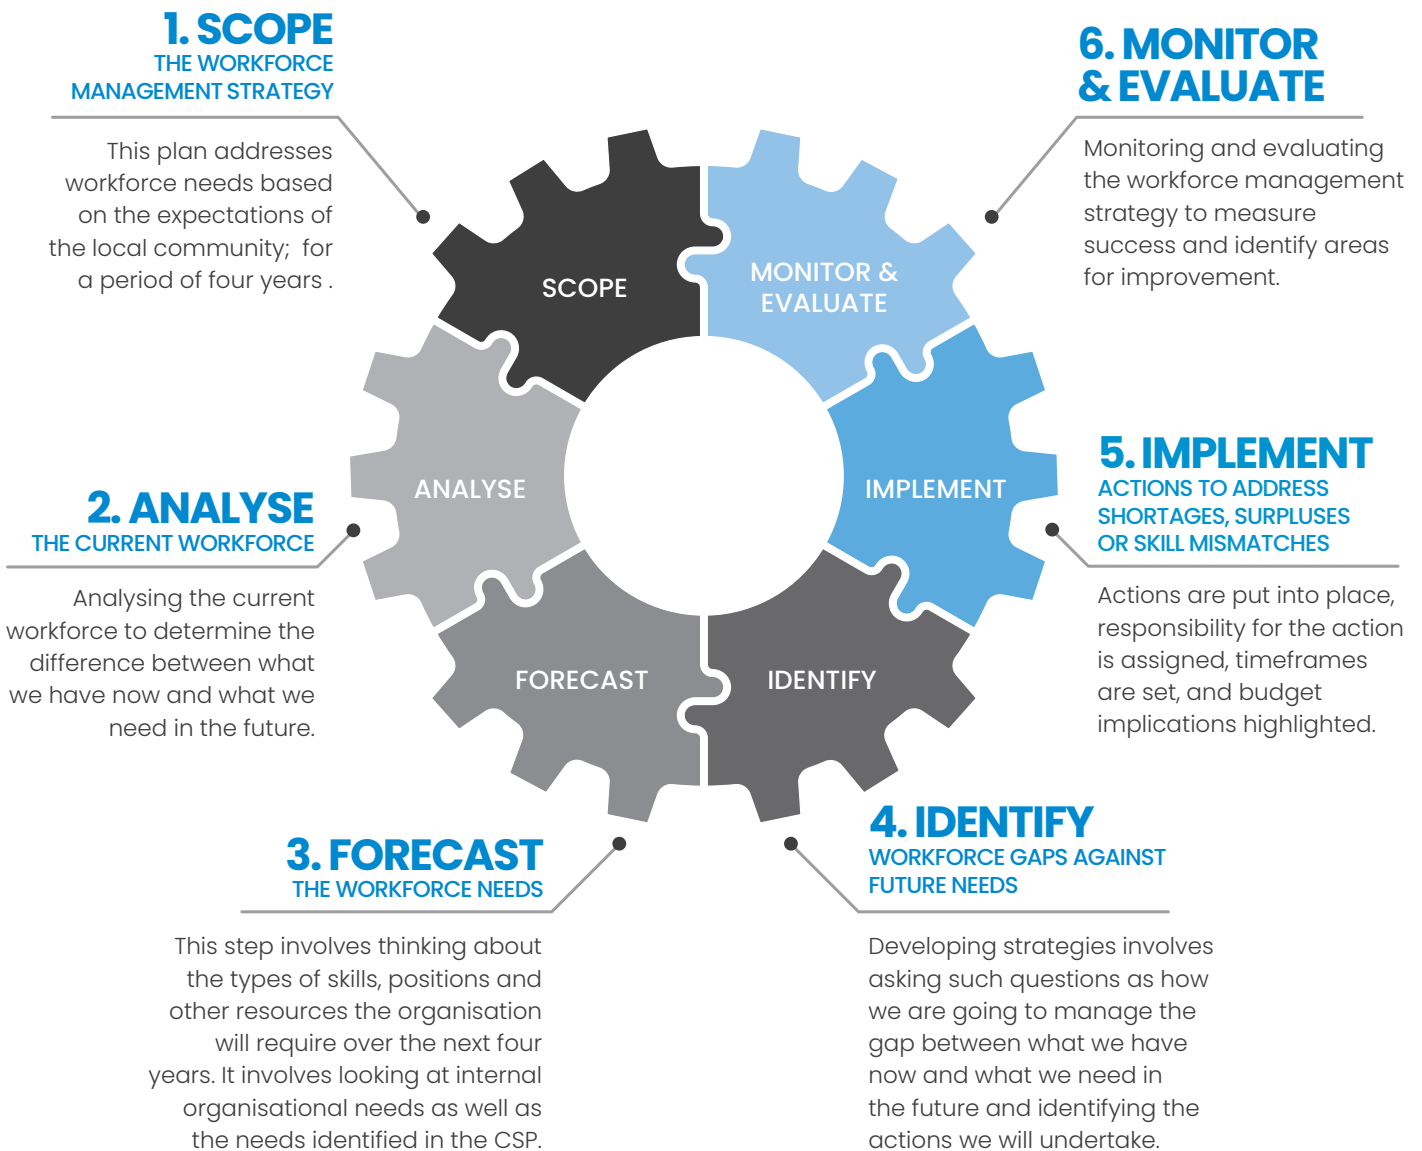 1. SCOPE
THE WORKFORCE
MANAGEMENT STRATEGY
This plan addresses
workforce needs based
on the expectations of
the local community;  for
a period of four years .
2. ANALYSE
THE CURRENT WORKFORCE
Analysing the current
workforce to determine the
difference between what
we have now and what we
need in the future.
3. FORECAST
THE WORKFORCE NEEDS
This step involves thinking about
the types of skills, positions and
other resources the organisation
will require over the next four
years. It involves looking at internal
organisational needs as well as
the needs identified in the CSP.
4. IDENTIFY
WORKFORCE GAPS AGAINST
FUTURE NEEDS
Developing strategies involves
asking such questions as how
we are going to manage the
gap between what we have
now and what we need in
the future and identifying the
actions we will undertake.
5. IMPLEMENT
ACTIONS TO ADDRESS
SHORTAGES, SURPLUSES
OR SKILL MISMATCHES
Actions are put into place,
responsibility for the action
is assigned, timeframes
are set, and budget
implications highlighted.
6. MONITOR
& EVALUATE
Monitoring and evaluating
the workforce management
strategy to measure
success and identify areas
for improvement.
SCOPE
MONITOR &
EVALUATE
ANALYSE
IMPLEMENT
FORECAST
IDENTIFY